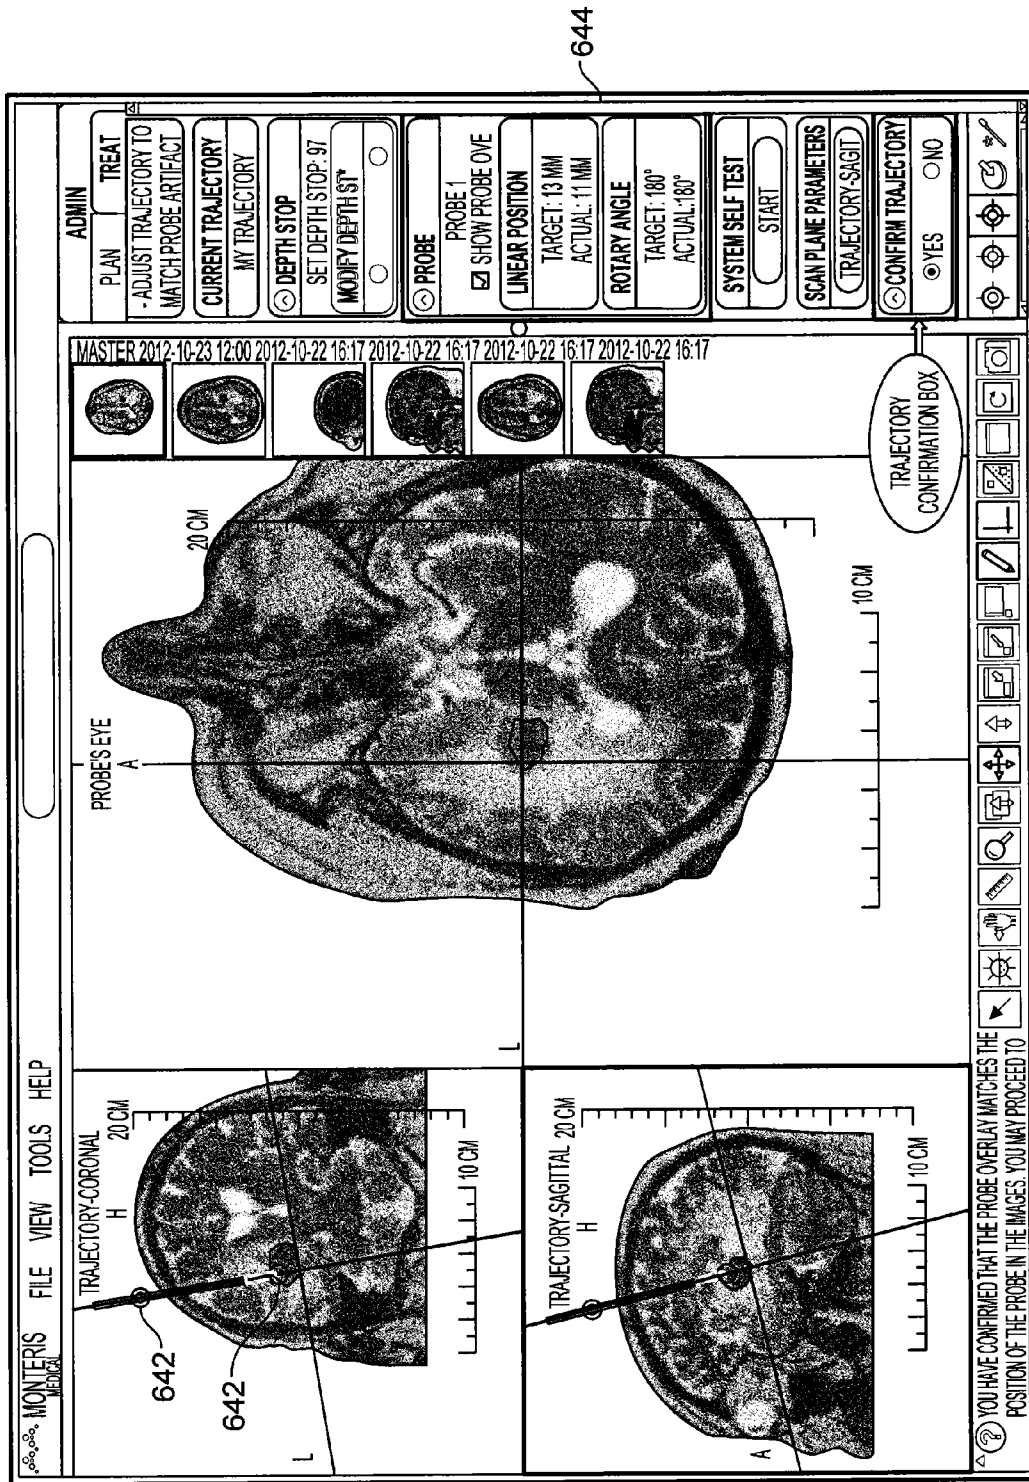 MONTERIS
MEDICAL
FILE VIEW TOOLS HELP
TRAJECTORY-CORONAL
H
20 CM
10 CM
L
642
642
TRAJECTORY-SAGITTAL
H
20 CM
10 CM
A
PROBE'S EYE
A
20 CM
10 CM
L
MASTER 2012-10-23 12:00 2012-10-22 16:17 2012-10-22 16:17 2012-10-22 16:17 2012-10-22 16:17
ADMIN
PLAN TREAT
- ADJUST TRAJECTORY TO
MATCH PROBE ARTIFACT
CURRENT TRAJECTORY
MY TRAJECTORY
DEPTH STOP
SET DEPTH STOP: 97
MODIFY DEPTH ST*
PROBE
PROBE 1
SHOW PROBE OVE
LINEAR POSITION
TARGET: 13 MM
ACTUAL: 11 MM
ROTARY ANGLE
TARGET: 180°
ACTUAL:180°
SYSTEM SELF TEST
START
SCAN PLANE PARAMETERS
TRAJECTORY-SAGIT
CONFIRM TRAJECTORY
YES NO
644
TRAJECTORY
CONFIRMATION BOX
? YOU HAVE CONFIRMED THAT THE PROBE OVERLAY MATCHES THE
POSITION OF THE PROBE IN THE IMAGES. YOU MAY PROCEED TO